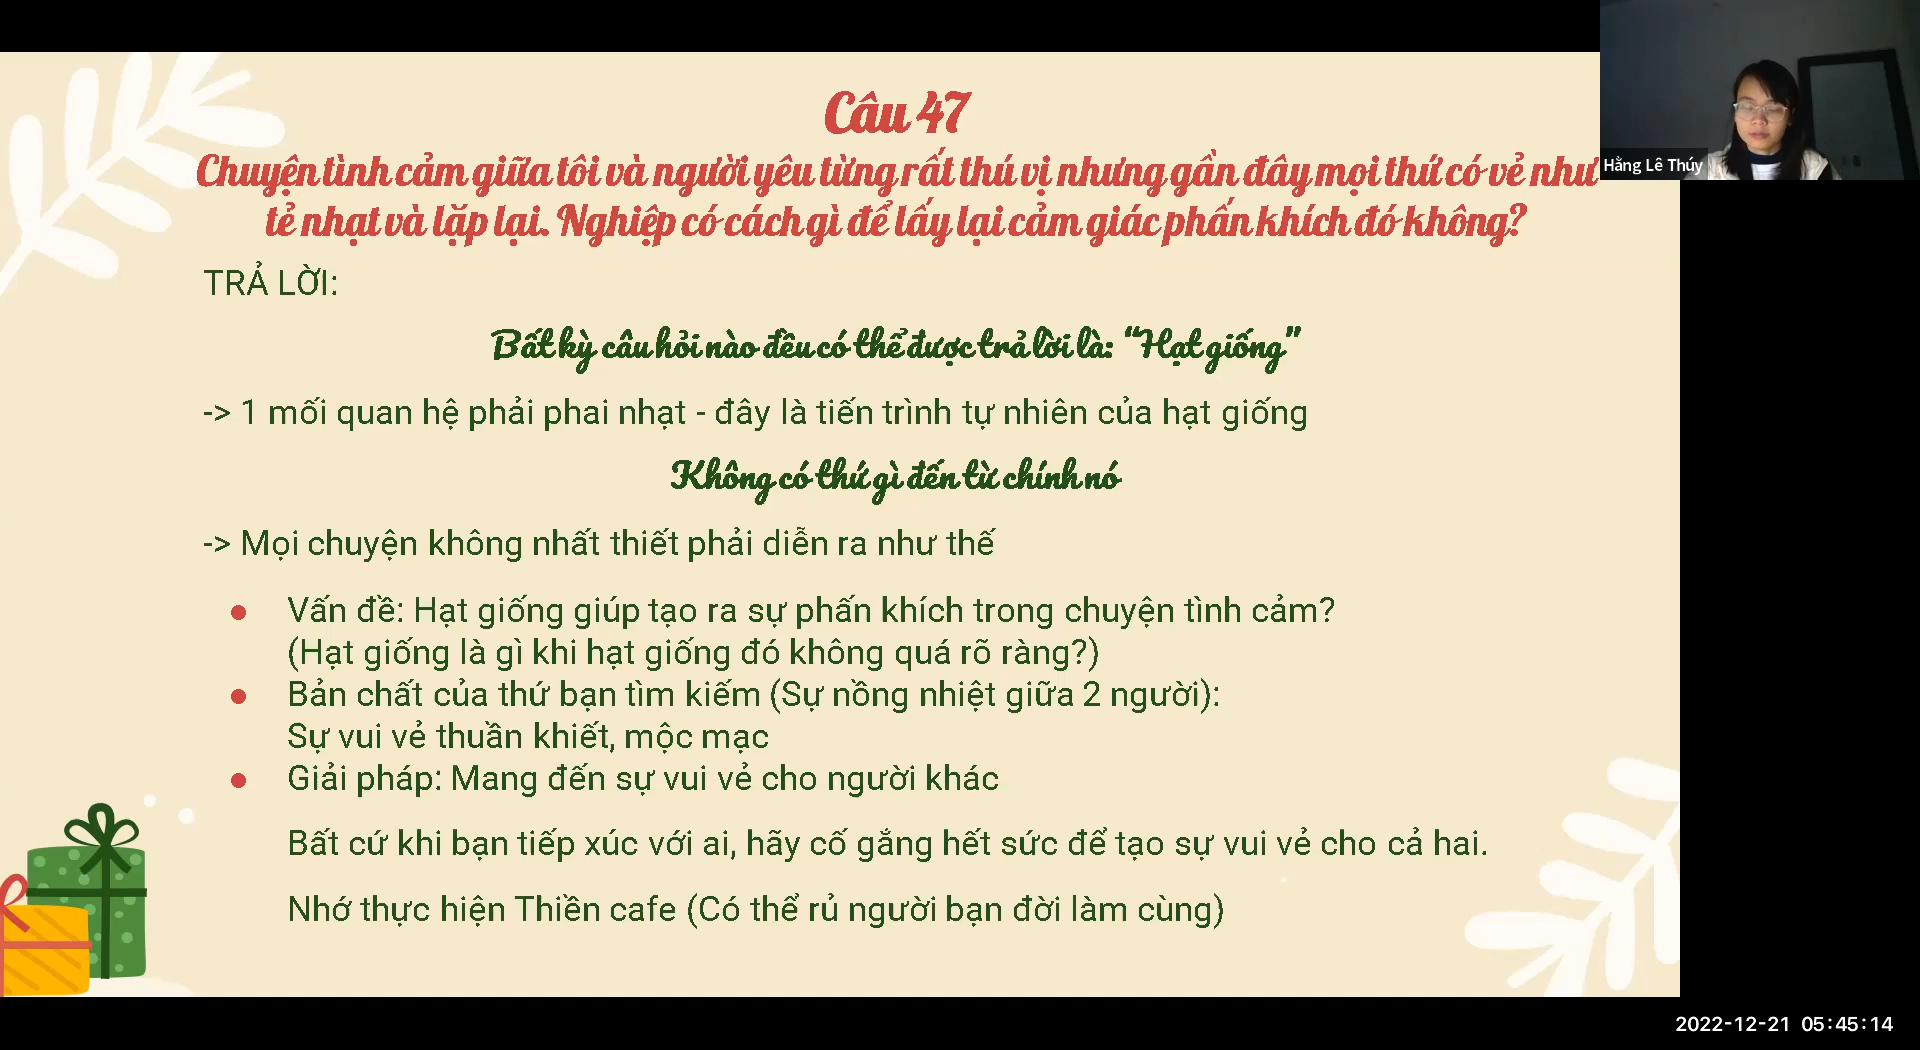 Câu 47
Chuyện tình cảm giữa tôi và người yêu từng rất thú vị nhưng gần đây mọi thứ có vẻ như
tẻ nhạt và lặp lại. Nghiệp có cách gì để lấy lại cảm giác phấn khích đó không?
Hằng Lê Thúy
TRẢ LỜI:
Bất kỳ câu hỏi nào đều có thể được trả lời là: “Hạt giống”
-> 1 mối quan hệ phải phai nhạt - đây là tiến trình tự nhiên của hạt giống
Không có thứ gì đến từ chính nó
-> Mọi chuyện không nhất thiết phải diễn ra như thế
● Vấn đề: Hạt giống giúp tạo ra sự phấn khích trong chuyện tình cảm?
(Hạt giống là gì khi hạt giống đó không quá rõ ràng?)
● Bản chất của thứ bạn tìm kiếm (Sự nồng nhiệt giữa 2 người):
Sự vui vẻ thuần khiết, mộc mạc
● Giải pháp: Mang đến sự vui vẻ cho người khác
Bất cứ khi bạn tiếp xúc với ai, hãy cố gắng hết sức để tạo sự vui vẻ cho cả hai.
Nhớ thực hiện Thiền cafe (Có thể rủ người bạn đời làm cùng)
2022-12-21 05:45:14